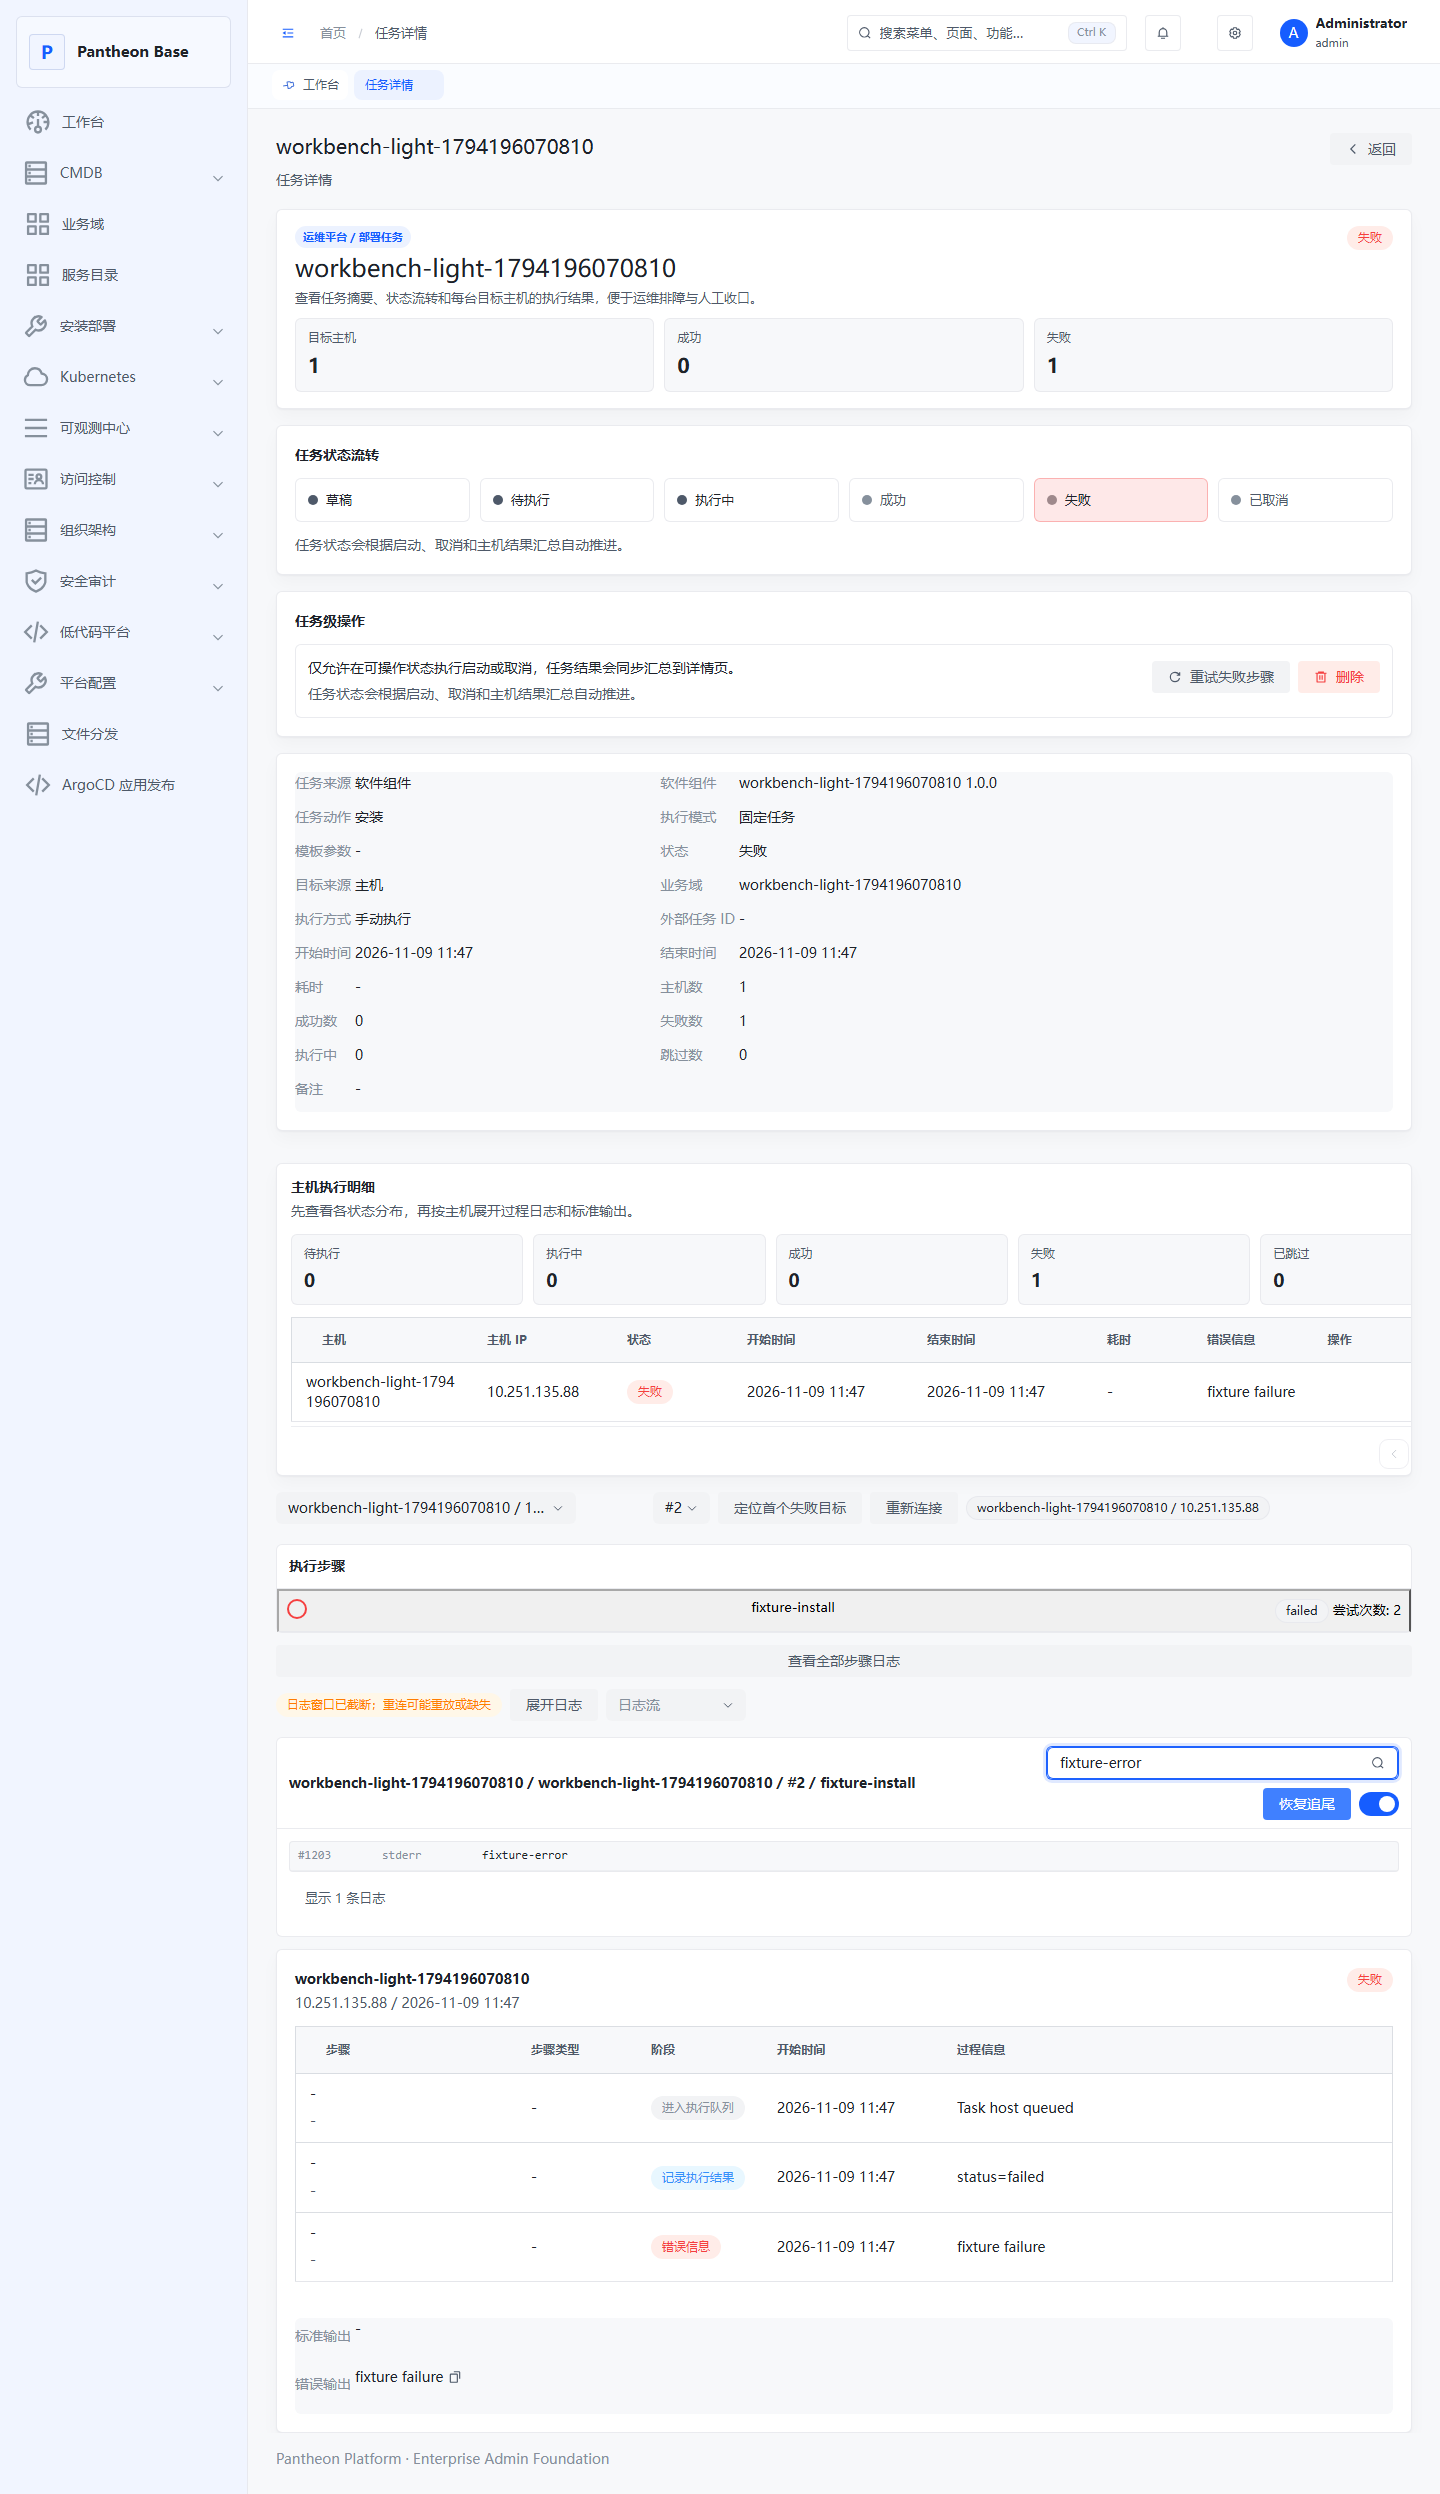 P
Pantheon Base
工作台
CMDB
业务域
服务目录
安装部署
Kubernetes
可观测中心
访问控制
组织架构
安全审计
低代码平台
平台配置
文件分发
ArgoCD 应用发布
首页 / 任务详情
搜索菜单、页面、功能... Ctrl K
A
Administrator
admin
工作台 任务详情
workbench-light-1794196070810
返回
任务详情
运维平台 / 部署任务
失败
workbench-light-1794196070810
查看任务摘要、状态流转和每台目标主机的执行结果，便于运维排障与人工收口。
目标主机 成功 失败
1 0 1
任务状态流转
草稿 待执行 执行中 成功 失败 已取消
任务状态会根据启动、取消和主机结果汇总自动推进。
任务级操作
仅允许在可操作状态执行启动或取消，任务结果会同步汇总到详情页。
任务状态会根据启动、取消和主机结果汇总自动推进。
重试失败步骤 删除
任务来源 软件组件 软件组件 workbench-light-1794196070810 1.0.0
任务动作 安装 执行模式 固定任务
模板参数 - 状态 失败
目标来源 主机 业务域 workbench-light-1794196070810
执行方式 手动执行 外部任务 ID -
开始时间 2026-11-09 11:47 结束时间 2026-11-09 11:47
耗时 - 主机数 1
成功数 0 失败数 1
执行中 0 跳过数 0
备注 -
主机执行明细
先查看各状态分布，再按主机展开过程日志和标准输出。
待执行 执行中 成功 失败 已跳过
0 0 0 1 0
主机 主机 IP 状态 开始时间 结束时间 耗时 错误信息 操作
workbench-light-1794
196070810
10.251.135.88 失败 2026-11-09 11:47 2026-11-09 11:47 - fixture failure
workbench-light-1794196070810 / 1... #2 定位首个失败目标 重新连接 workbench-light-1794196070810 / 10.251.135.88
执行步骤
fixture-install failed 尝试次数: 2
查看全部步骤日志
日志窗口已截断；重连可能重放或缺失 展开日志 日志流
fixture-error
workbench-light-1794196070810 / workbench-light-1794196070810 / #2 / fixture-install
恢复追尾
#1203 stderr fixture-error
显示 1 条日志
workbench-light-1794196070810
失败
10.251.135.88 / 2026-11-09 11:47
步骤 步骤类型 阶段 开始时间 过程信息
-
-
- 进入执行队列 2026-11-09 11:47 Task host queued
-
-
- 记录执行结果 2026-11-09 11:47 status=failed
-
-
- 错误信息 2026-11-09 11:47 fixture failure
标准输出 -
错误输出 fixture failure
Pantheon Platform · Enterprise Admin Foundation